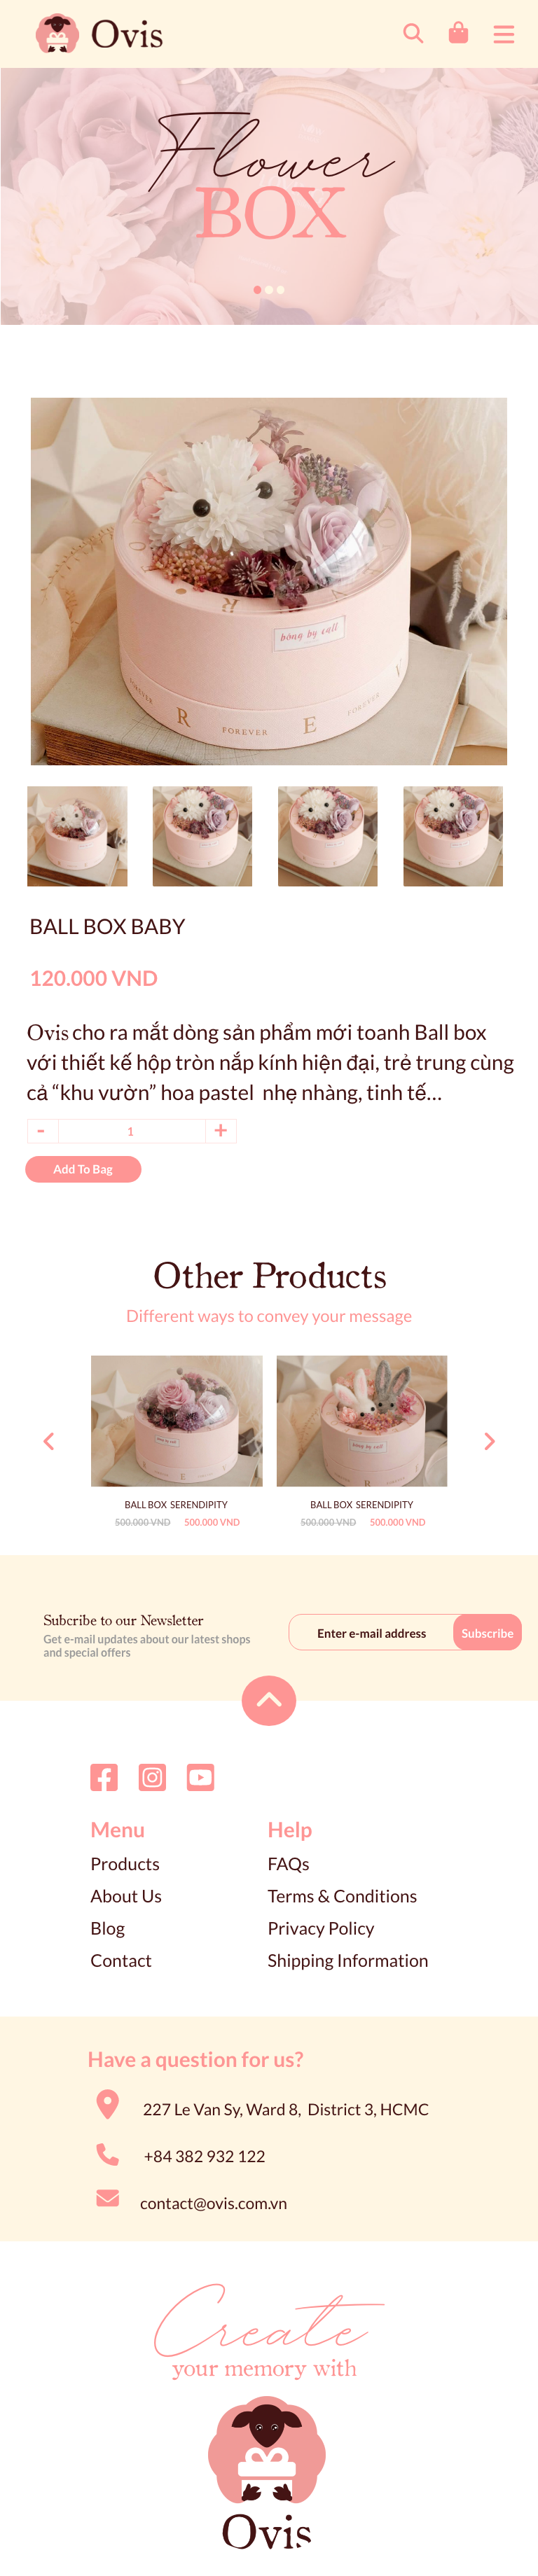 Ovis
Flower
BOX
bông by call
FOREVER
R
FOREVER
E
FOREVER
V
BALL BOX BABY
120.000 VND
Ovis cho ra mắt dòng sản phẩm mới toanh Ball box
với thiết kế hộp tròn nắp kính hiện đại, trẻ trung cùng
cả “khu vườn” hoa pastel nhẹ nhàng, tinh tế...
- 1 +
Add To Bag
Other Products
Different ways to convey your message
BALL BOX SERENDIPITY
500.000 VND 500.000 VND
BALL BOX SERENDIPITY
500.000 VND 500.000 VND
Subcribe to our Newsletter
Get e-mail updates about our latest shops
and special offers
Enter e-mail address
Subscribe
Menu
Products
About Us
Blog
Contact
Help
FAQs
Terms & Conditions
Privacy Policy
Shipping Information
Have a question for us?
227 Le Van Sy, Ward 8, District 3, HCMC
+84 382 932 122
contact@ovis.com.vn
Create
your memory with
Ovis